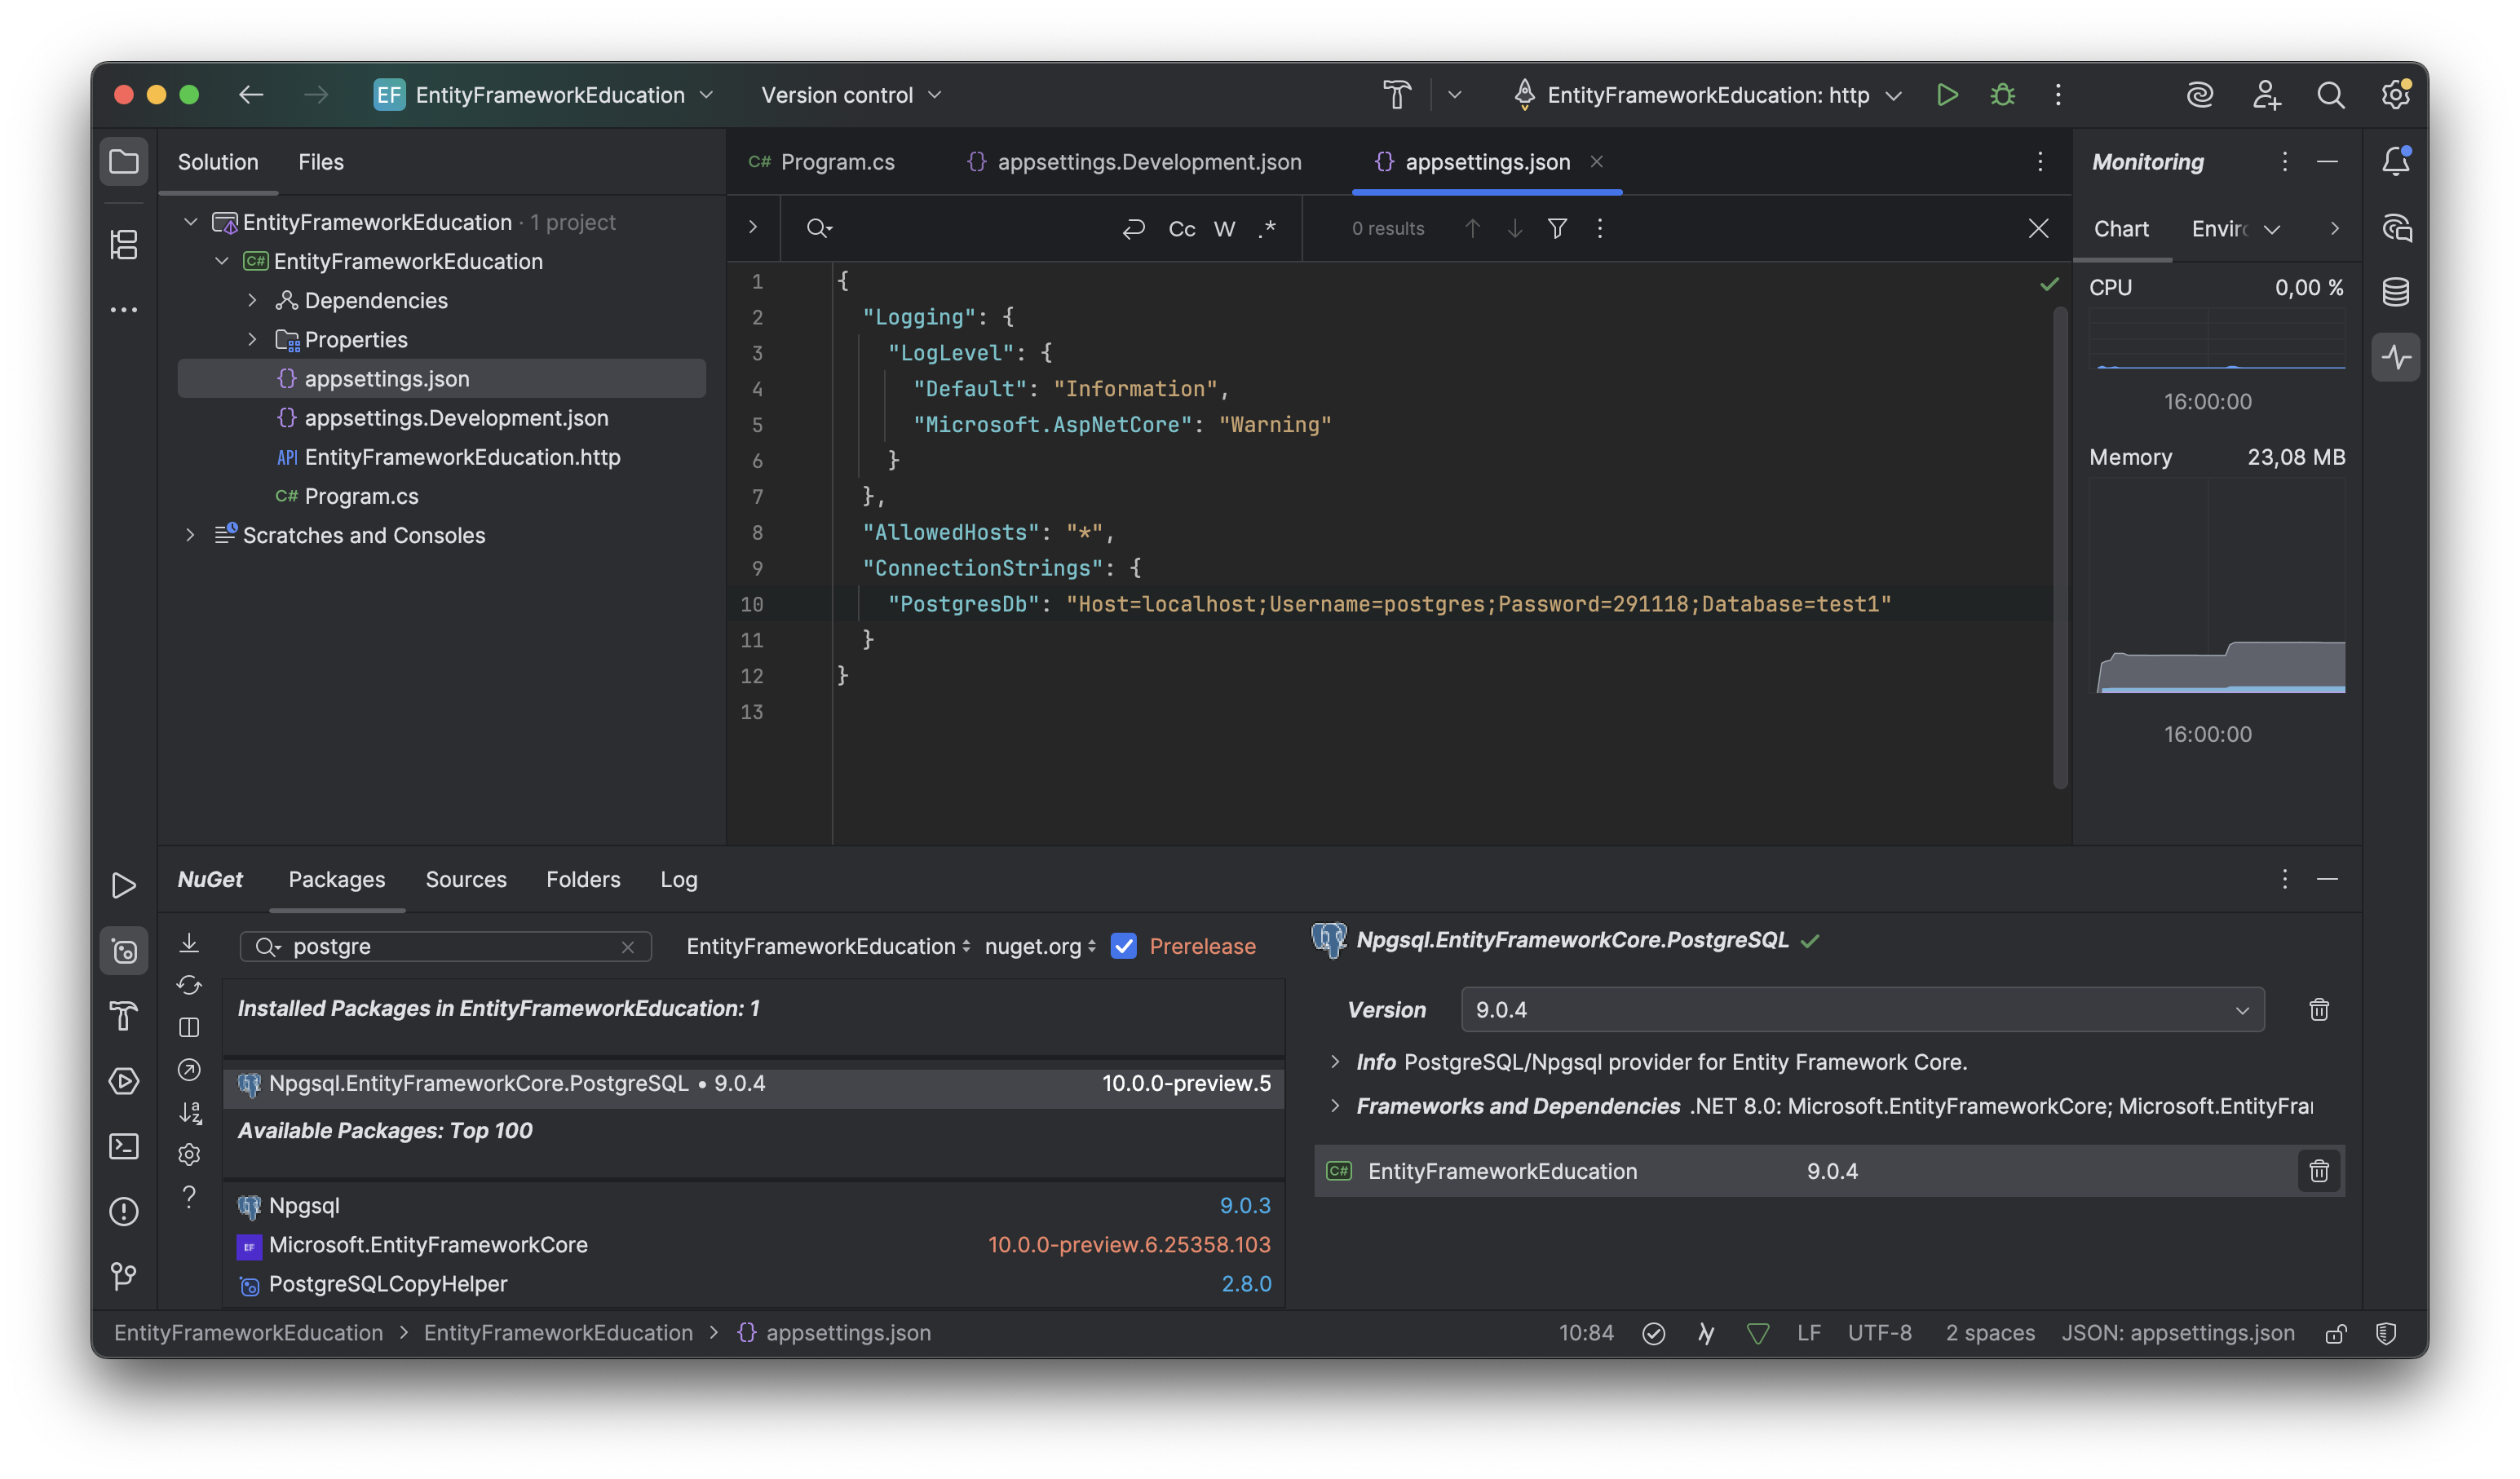 EF EntityFrameworkEducation Version control EntityFrameworkEducation: http
Solution Files
EntityFrameworkEducation · 1 project
C# EntityFrameworkEducation
Dependencies
Properties
{} appsettings.json
{} appsettings.Development.json
API EntityFrameworkEducation.http
C# Program.cs
Scratches and Consoles
C# Program.cs {} appsettings.Development.json {} appsettings.json
Cc W .* 0 results
1 {
2 "Logging": {
3 "LogLevel": {
4 "Default": "Information",
5 "Microsoft.AspNetCore": "Warning"
6 }
7 },
8 "AllowedHosts": "*",
9 "ConnectionStrings": {
10 "PostgresDb": "Host=localhost;Username=postgres;Password=291118;Database=test1"
11 }
12 }
13
Monitoring
Chart Enviro
CPU 0,00 %
16:00:00
Memory 23,08 MB
16:00:00
NuGet Packages Sources Folders Log
postgre EntityFrameworkEducation nuget.org Prerelease
Installed Packages in EntityFrameworkEducation: 1
Npgsql.EntityFrameworkCore.PostgreSQL • 9.0.4 10.0.0-preview.5
Available Packages: Top 100
Npgsql 9.0.3
EF Microsoft.EntityFrameworkCore 10.0.0-preview.6.25358.103
PostgreSQLCopyHelper 2.8.0
Npgsql.EntityFrameworkCore.PostgreSQL
Version 9.0.4
Info PostgreSQL/Npgsql provider for Entity Framework Core.
Frameworks and Dependencies .NET 8.0: Microsoft.EntityFrameworkCore; Microsoft.EntityFra
C# EntityFrameworkEducation 9.0.4
EntityFrameworkEducation > EntityFrameworkEducation > {} appsettings.json 10:84 LF UTF-8 2 spaces JSON: appsettings.json